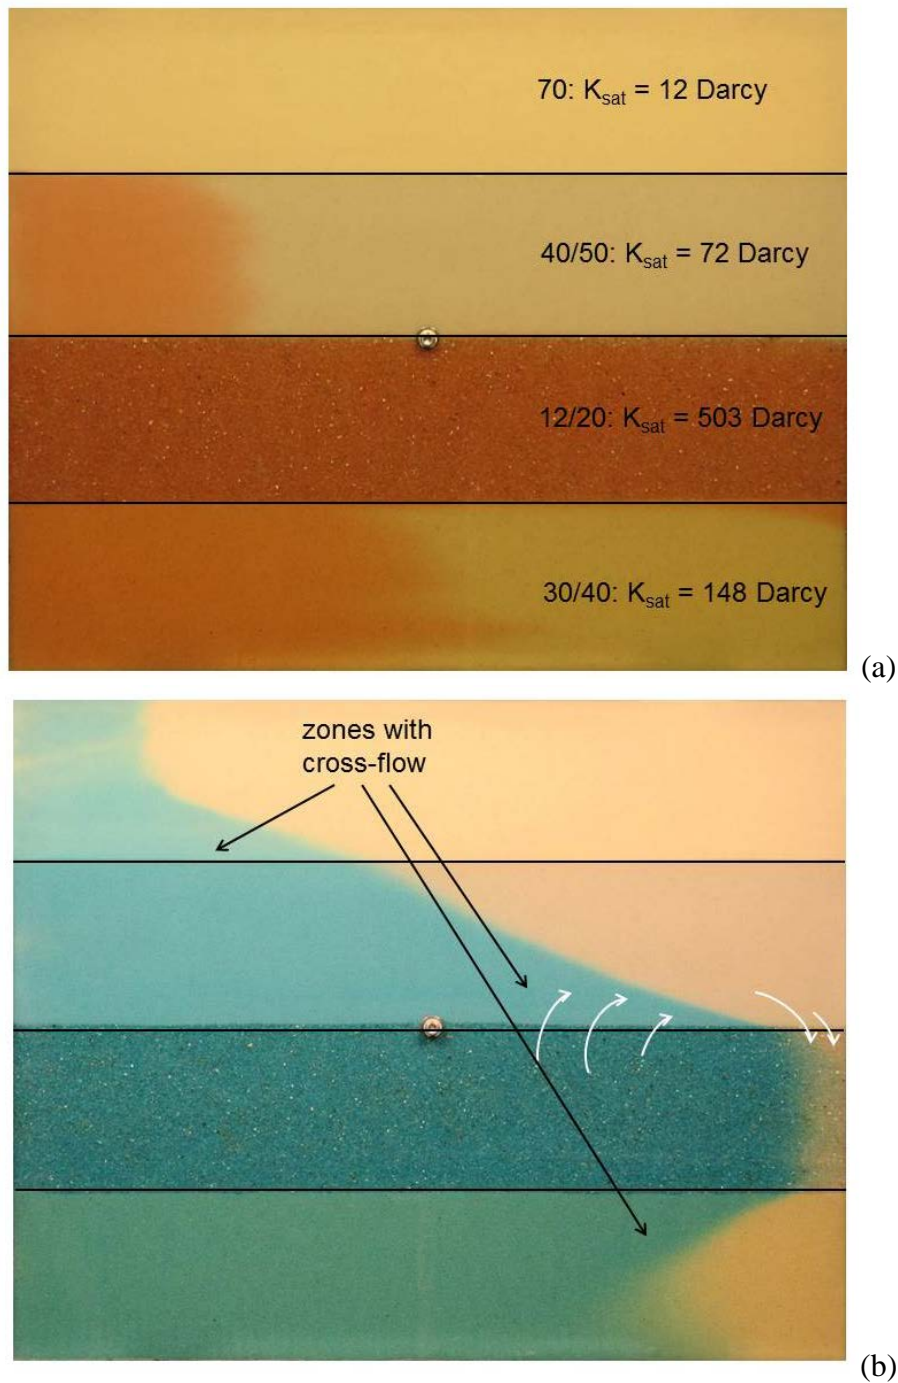 70: Ksat = 12 Darcy
40/50: Ksat = 72 Darcy
12/20: Ksat = 503 Darcy
30/40: Ksat = 148 Darcy
(a)
zones with
cross-flow
(b)